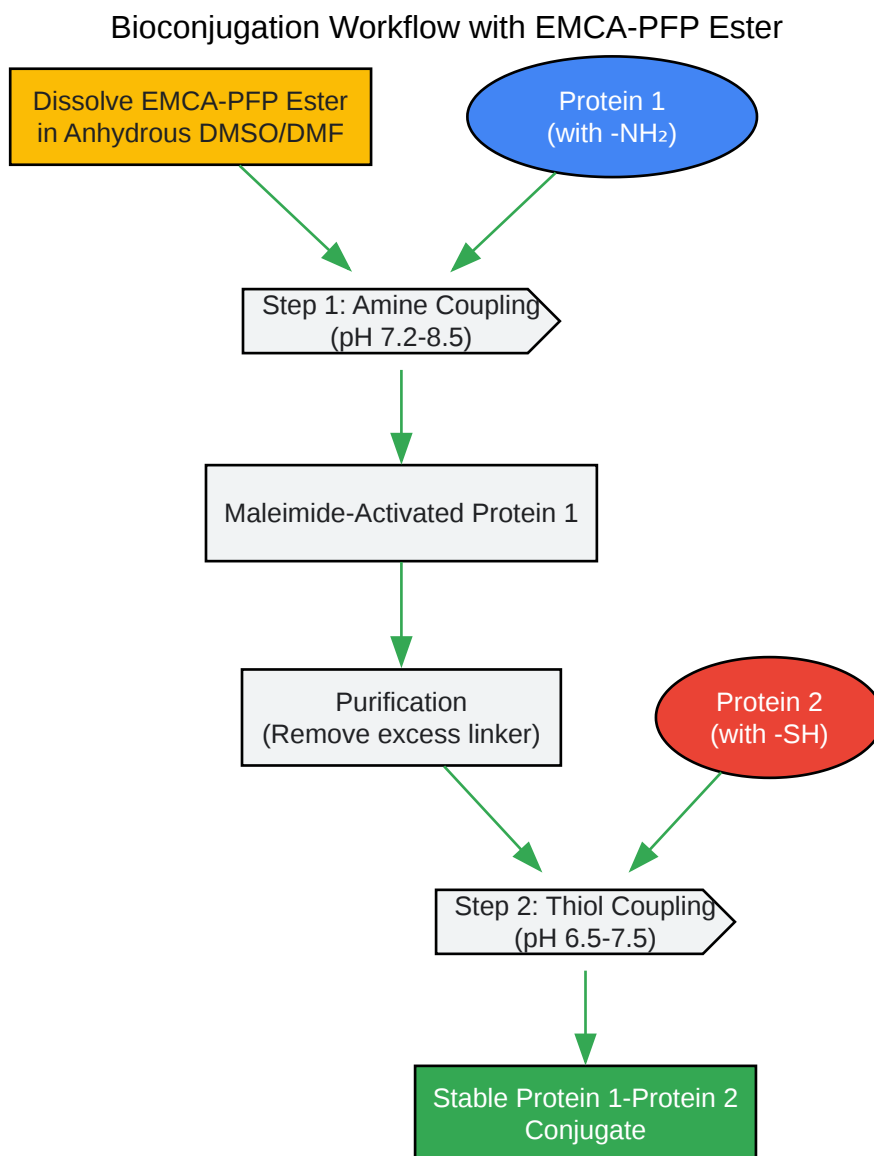 Bioconjugation Workflow with EMCA-PFP Ester
Dissolve EMCA-PFP Ester
in Anhydrous DMSO/DMF
Protein 1
(with -NH₂)
Step 1: Amine Coupling
(pH 7.2-8.5)
Maleimide-Activated Protein 1
Purification
(Remove excess linker)
Protein 2
(with -SH)
Step 2: Thiol Coupling
(pH 6.5-7.5)
Stable Protein 1-Protein 2
Conjugate